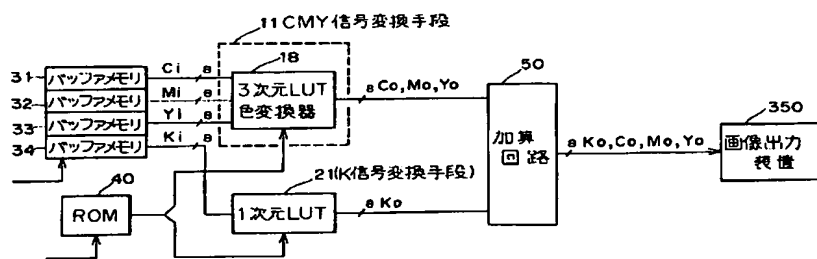 11 CMY信号変換手段
18
31 バッファメモリ Ci 8
32 バッファメモリ Mi 8
33 バッファメモリ Yi 8
34 バッファメモリ Ki 8
3次元LUT
色変換器
8 Co, Mo, Yo
50
加算
回路
8 Ko, Co, Mo, Yo
350
画像出力
装置
40
ROM
21(K信号変換手段)
1次元LUT
8 Ko